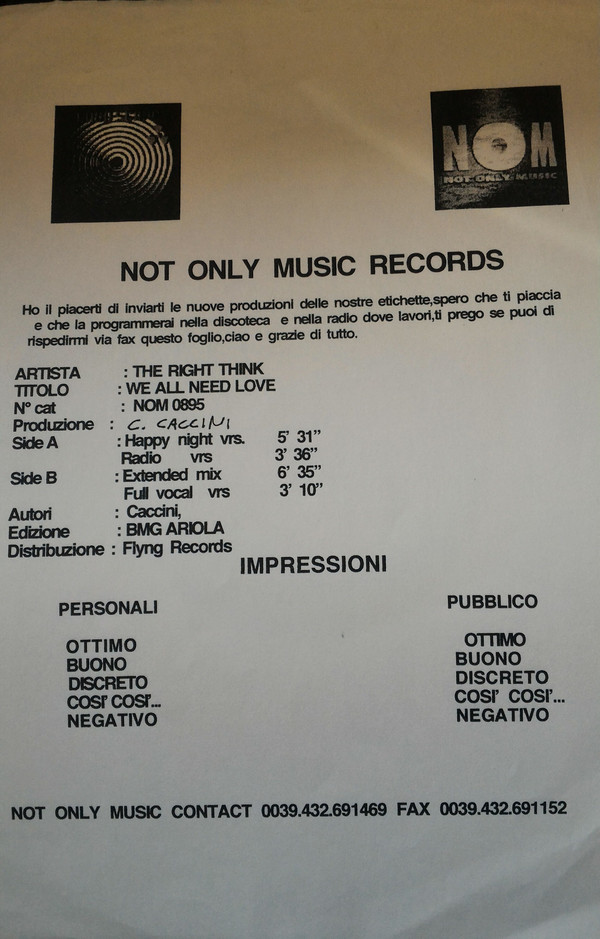 NOM
NOT ONLY MUSIC
NOT ONLY MUSIC RECORDS
Ho il piacerti di inviarti le nuove produzioni delle nostre etichette,spero che ti piaccia
e che la programmerai nella discoteca e nella radio dove lavori,ti prego se puoi di
rispedirmi via fax questo foglio,ciao e grazie di tutto.
ARTISTA : THE RIGHT THINK
TITOLO : WE ALL NEED LOVE
N° cat : NOM 0895
Produzione : C. CACCINI
Side A : Happy night vrs. 5' 31"
Radio vrs 3' 36"
Side B : Extended mix 6' 35"
Full vocal vrs 3' 10"
Autori : Caccini,
Edizione : BMG ARIOLA
Distribuzione : Flyng Records
IMPRESSIONI
PERSONALI PUBBLICO
OTTIMO OTTIMO
BUONO BUONO
DISCRETO DISCRETO
COSI' COSI'... COSI' COSI'...
NEGATIVO NEGATIVO
NOT ONLY MUSIC CONTACT 0039.432.691469 FAX 0039.432.691152